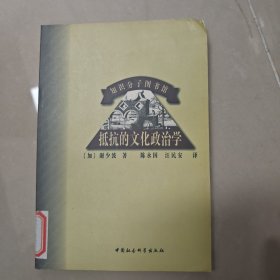 知识分子图书馆
抵抗的文化政治学
〔加〕谢少波 著 陈永国 汪民安 译
中国社会科学出版社